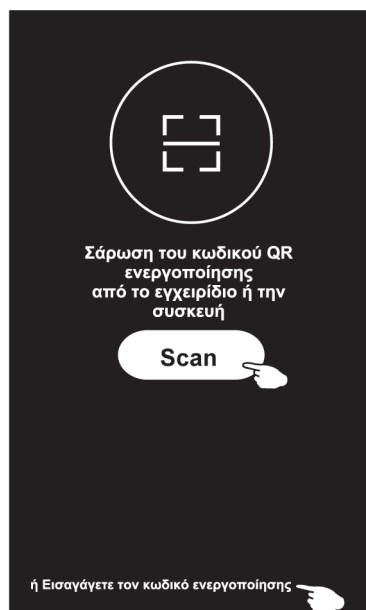 Σάρωση του κωδικού QR
ενεργοποίησης
από το εγχειρίδιο ή την
συσκευή
Scan
ή Εισαγάγετε τον κωδικό ενεργοποίησης